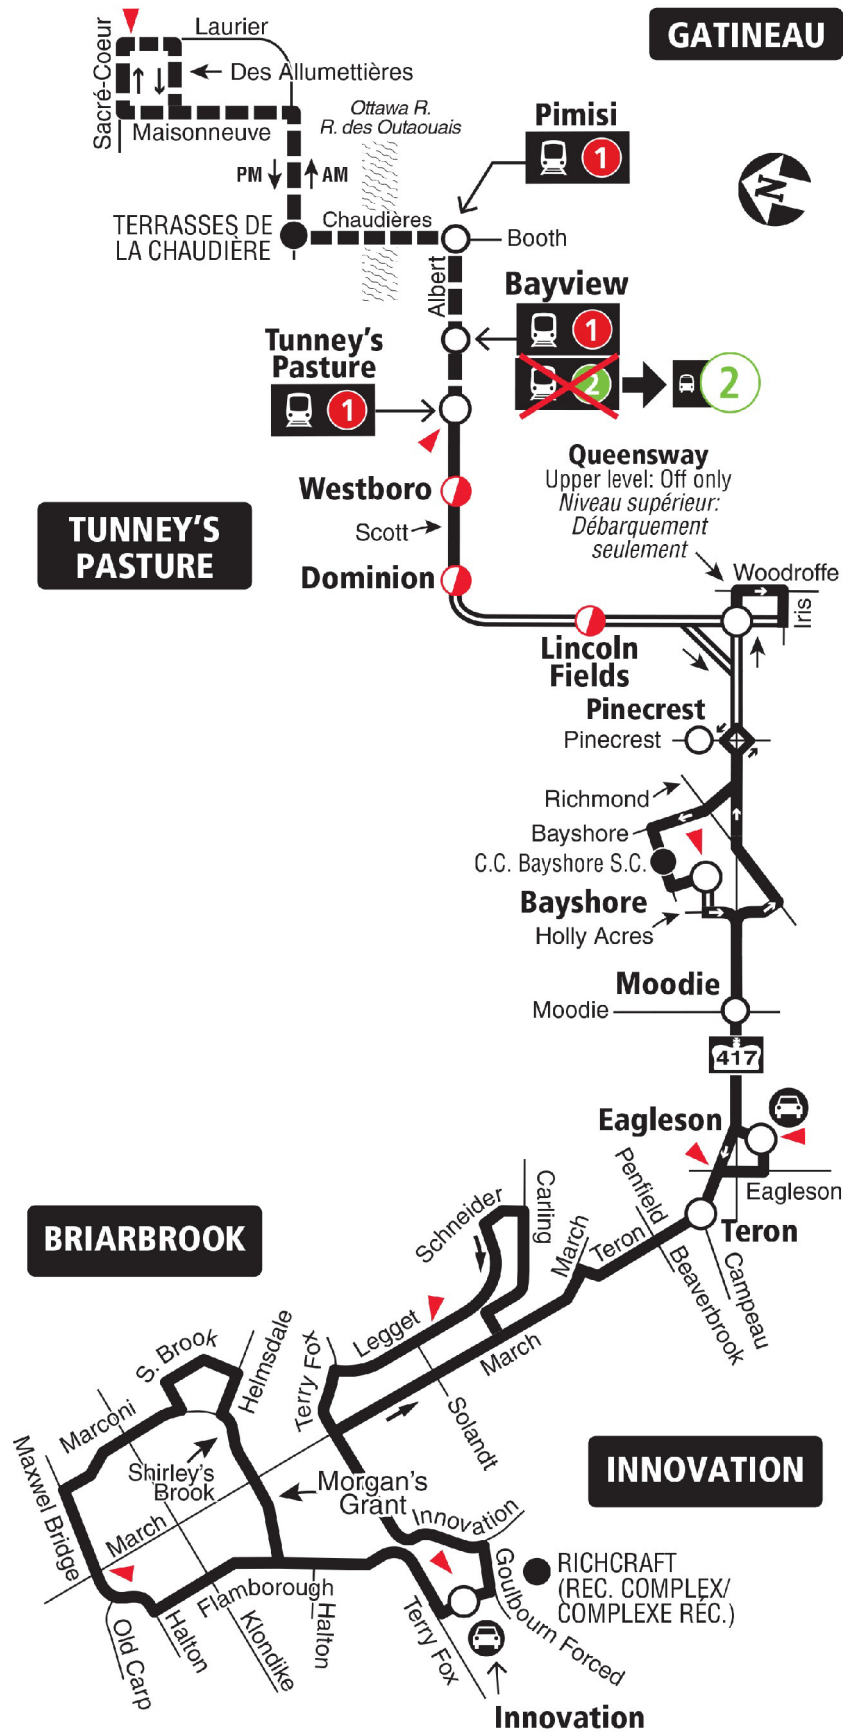 GATINEAU
Laurier
Sacré-Coeur
Des Allumettières
Maisonneuve
Ottawa R.
R. des Outaouais
Pimisi
1
PM
AM
N
TERRASSES DE
LA CHAUDIÈRE
Chaudières
Booth
Albert
Bayview
1
2
2
Tunney's
Pasture
1
Queensway
Upper level: Off only
Niveau supérieur:
Débarquement
seulement
Westboro
Scott
TUNNEY'S
PASTURE
Dominion
Woodroffe
Iris
Lincoln
Fields
Pinecrest
Pinecrest
Richmond
Bayshore
C.C. Bayshore S.C.
Bayshore
Holly Acres
Moodie
Moodie
417
Eagleson
Eagleson
Penfield
Teron
Teron
Campeau
Beaverbrook
March
Carling
Schneider
BRIARBROOK
Legget
March
Solandt
Terry Fox
Helmsdale
S. Brook
Marconi
Shirley's
Brook
Maxwel Bridge
March
Morgan's
Grant
INNOVATION
Innovation
Goulbourn Forced
RICHCRAFT
(REC. COMPLEX/
COMPLEXE RÉC.)
Flamborough
Halton
Halton
Klondike
Old Carp
Terry Fox
Innovation